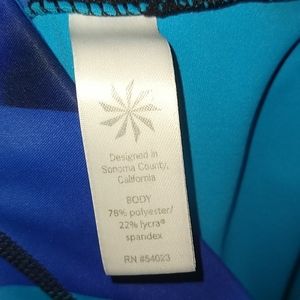 Designed in
Sonoma County,
California
BODY
78% polyester/
22% lycra®
spandex
RN #54023